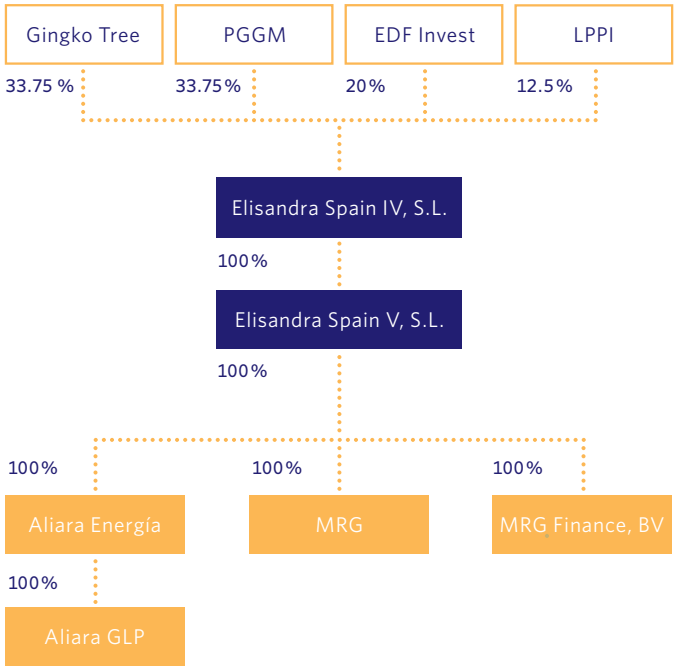 Gingko Tree
PGGM
EDF Invest
LPPI
33.75 %
33.75%
20%
12.5%
Elisandra Spain IV, S.L.
100%
Elisandra Spain V, S.L.
100%
100%
100%
100%
Aliara Energía
MRG
MRG Finance, BV
100%
Aliara GLP